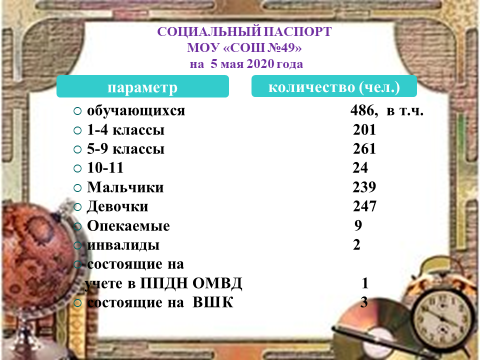 СОЦИАЛЬНЫЙ ПАСПОРТ
МОУ «СОШ №49»
на 5 мая 2020 года
параметр количество (чел.)
обучающихся 486, в т.ч.
1-4 классы 201
5-9 классы 261
10-11 24
Мальчики 239
Девочки 247
Опекаемые 9
инвалиды 2
состоящие на
учете в ППДН ОМВД 1
состоящие на ВШК 3